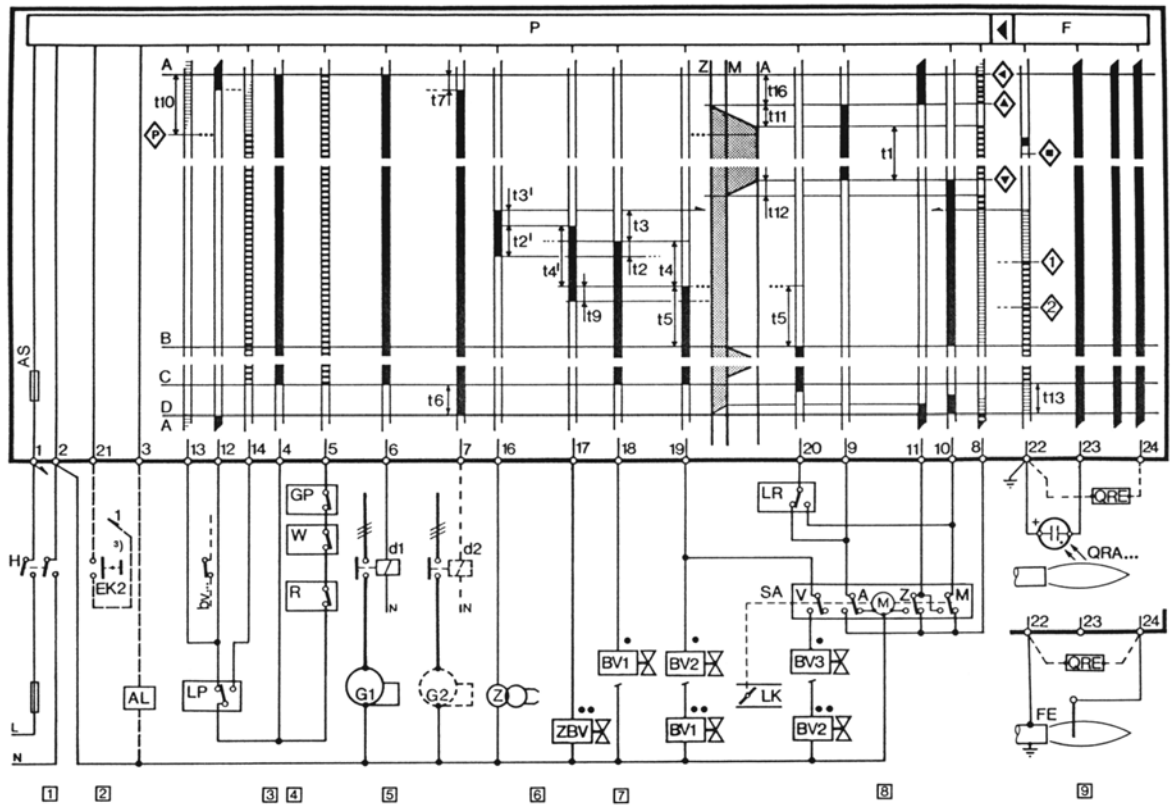 P F
A Z M A
t10 t7 t16
t11
P
t1
t3' t3 t12
t2' t2
t4' t4 1
t9 2
t5 t5
B
AS
C
t6 t13
D
A
1 2 21 3 13 12 14 4 5 6 7 16 17 18 19 20 9 11 10 8 22 23 24
GP LR QRE
1
3) W d1 d2 +
H QRA...
EK2 bv... R N N SA V A M Z M
22 23 24
BV1 BV2 BV3 QRE
AL LP G1 G2 Z LK
L ZBV BV1 BV2 FE
N
1 2 3 4 5 6 7 8 9